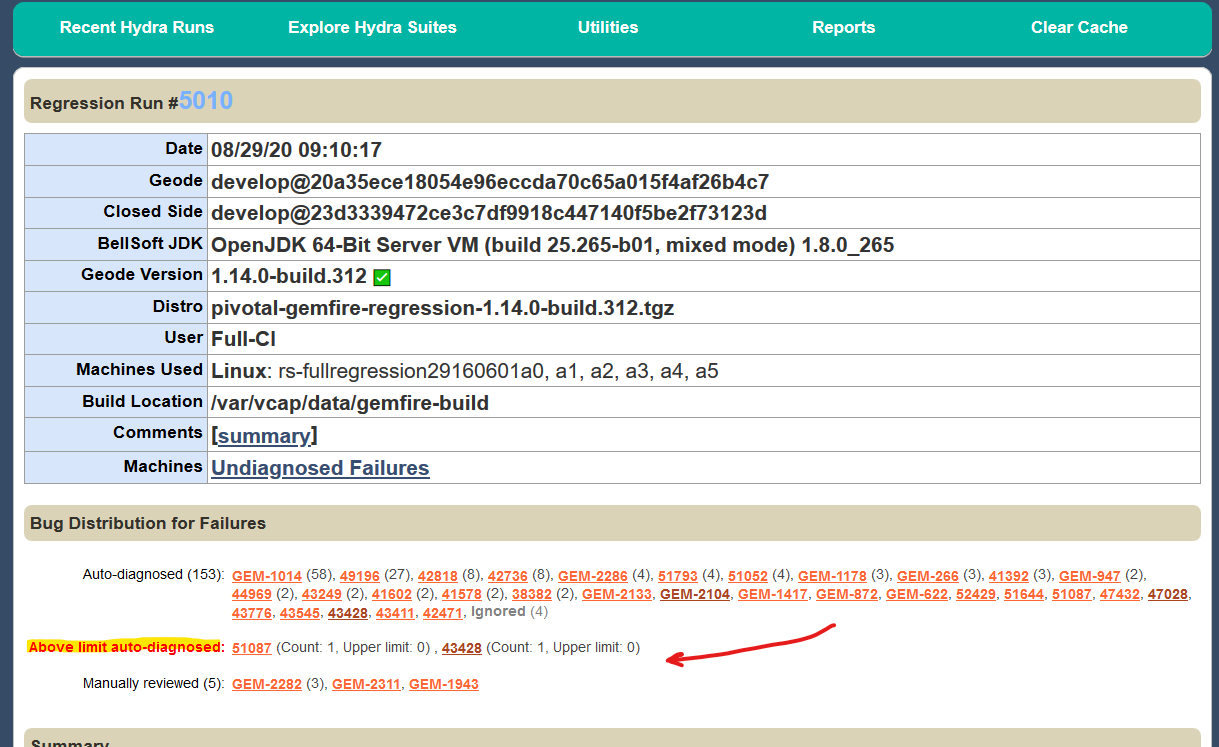 Recent Hydra Runs Explore Hydra Suites Utilities Reports Clear Cache
Regression Run #5010
Date 08/29/20 09:10:17
Geode develop@20a35ece18054e96eccda70c65a015f4af26b4c7
Closed Side develop@23d3339472ce3c7df9918c447140f5be2f73123d
BellSoft JDK OpenJDK 64-Bit Server VM (build 25.265-b01, mixed mode) 1.8.0_265
Geode Version 1.14.0-build.312 ✅
Distro pivotal-gemfire-regression-1.14.0-build.312.tgz
User Full-CI
Machines Used Linux: rs-fullregression29160601a0, a1, a2, a3, a4, a5
Build Location /var/vcap/data/gemfire-build
Comments [summary]
Machines Undiagnosed Failures
Bug Distribution for Failures
Auto-diagnosed (153): GEM-1014 (58), 49196 (27), 42818 (8), 42736 (8), GEM-2286 (4), 51793 (4), 51052 (4), GEM-1178 (3), GEM-266 (3), 41392 (3), GEM-947 (2),
44969 (2), 43249 (2), 41602 (2), 41578 (2), 38382 (2), GEM-2133, GEM-2104, GEM-1417, GEM-872, GEM-622, 52429, 51644, 51087, 47432, 47028,
43776, 43545, 43428, 43411, 42471, Ignored (4)
Above limit auto-diagnosed: 51087 (Count: 1, Upper limit: 0) , 43428 (Count: 1, Upper limit: 0)
Manually reviewed (5): GEM-2282 (3), GEM-2311, GEM-1943
Summary